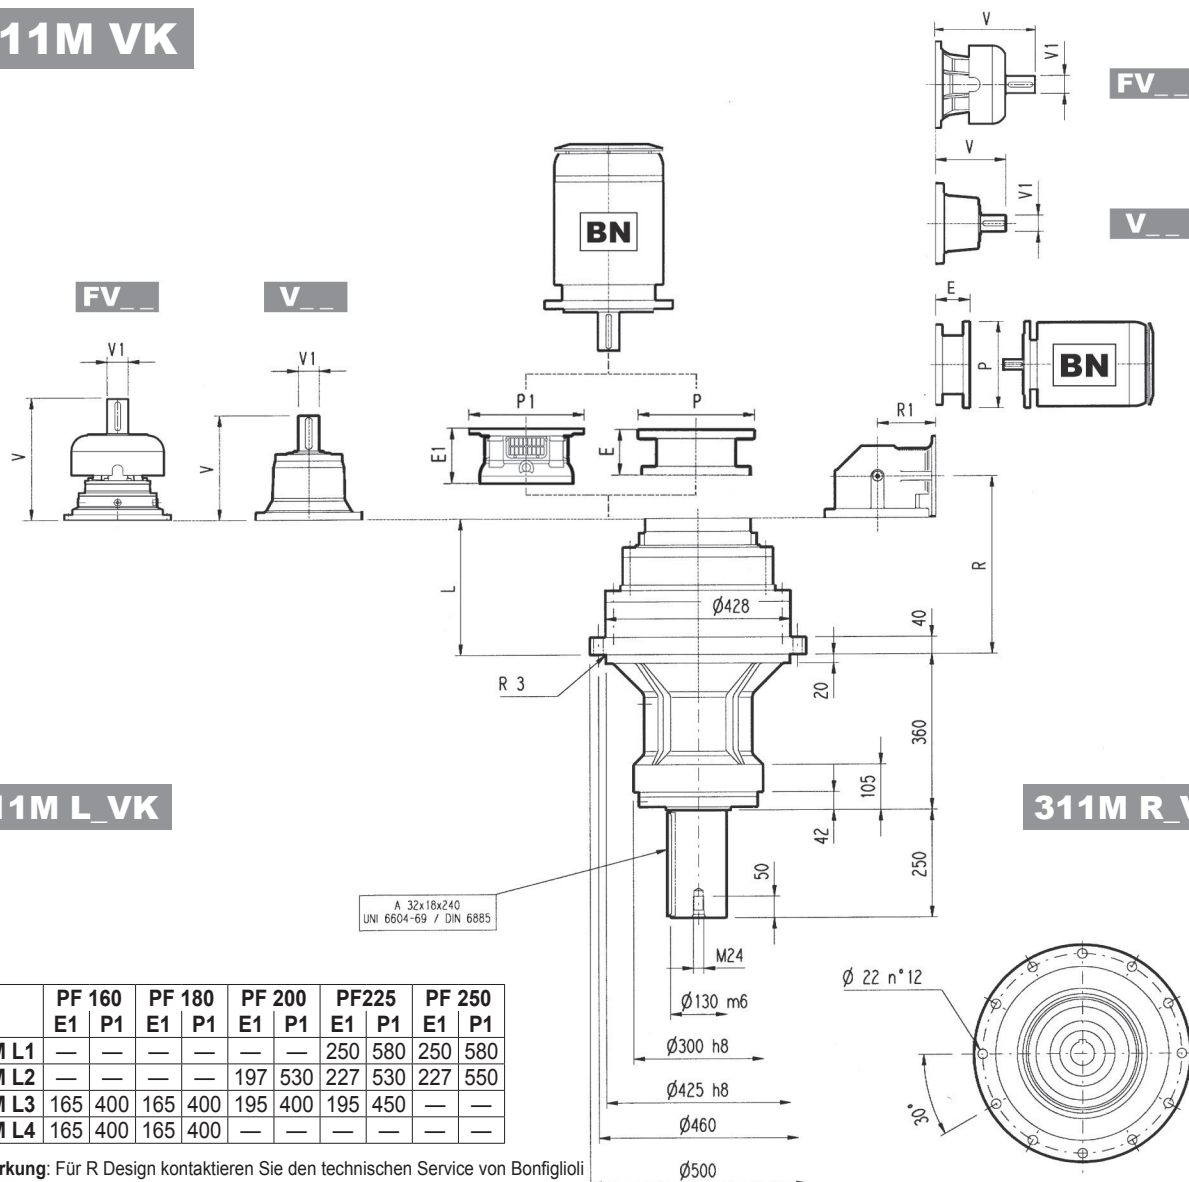 11M VK
V
V1
FV_ _
V
V1
V_ _
BN
E
P
BN
FV_ _
V_ _
V1
V1
V
V
P1
P
E1
E
R1
L
R
Ø428
40
R 3
20
360
105
42
11M L_VK
311M R_V
50
250
A 32x18x240
UNI 6604-69 / DIN 6885
M24
Ø 22 n°12
Ø130 m6
Ø300 h8
Ø425 h8
30°
Ø460
Ø500
PF 160 PF 180 PF 200 PF225 PF 250
E1 P1 E1 P1 E1 P1 E1 P1 E1 P1
M L1 — — — — — — 250 580 250 580
M L2 — — — — 197 530 227 530 227 550
M L3 165 400 165 400 195 400 195 450 — —
M L4 165 400 165 400 — — — — — —
rkung: Für R Design kontaktieren Sie den technischen Service von Bonfiglioli